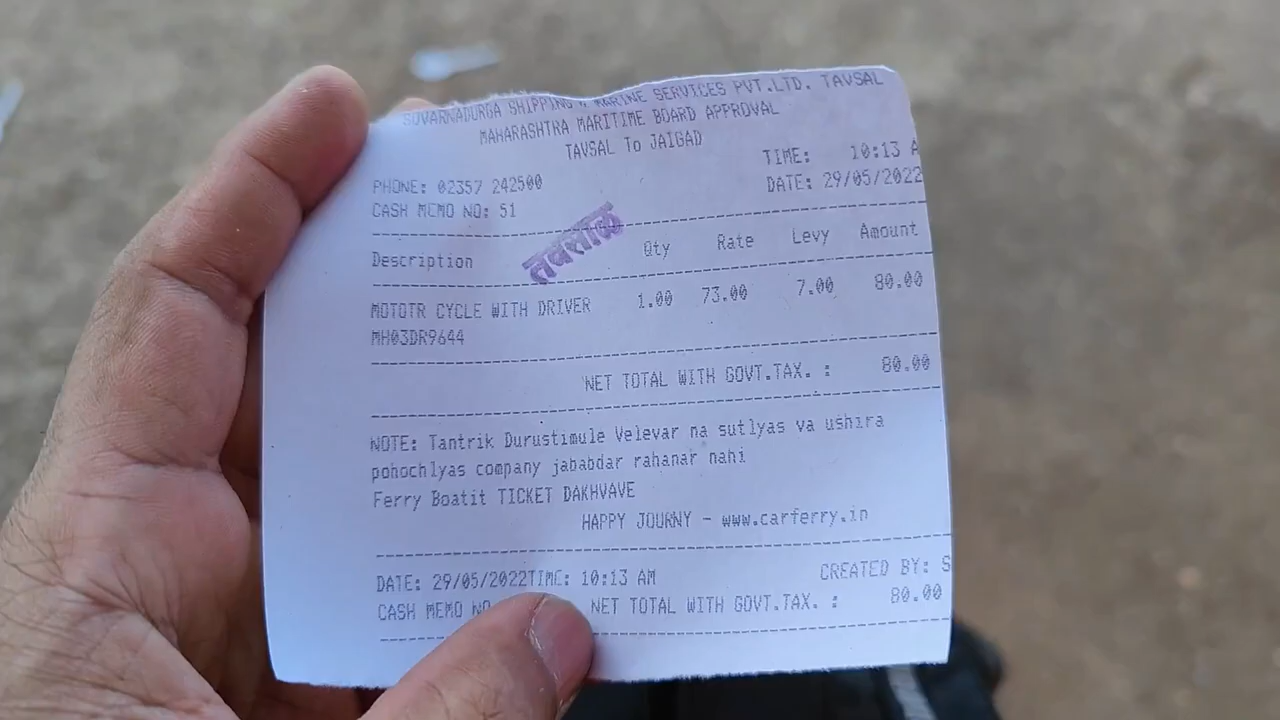 SUVARNADURGA SHIPPING & MARINE SERVICES PVT.LTD. TAVSAL
MAHARASHTRA MARITIME BOARD APPROVAL
TAVSAL To JAIGAD
PHONE: 02357 242500 TIME: 10:13 A
CASH MEMO NO: 51 DATE: 29/05/2022
तवसाळ
Description Qty Rate Levy Amount
MOTOTR CYCLE WITH DRIVER 1.00 73.00 7.00 80.00
MH03DR9644
NET TOTAL WITH GOVT.TAX. : 80.00
NOTE: Tantrik Durustimule Velevar na sutlyas va ushira
pohochlyas company jababdar rahanar nahi
Ferry Boatit TICKET DAKHVAVE
HAPPY JOURNY - www.carferry.in
DATE: 29/05/2022TIME: 10:13 AM CREATED BY: S
CASH MEMO NO NET TOTAL WITH GOVT.TAX. : 80.00